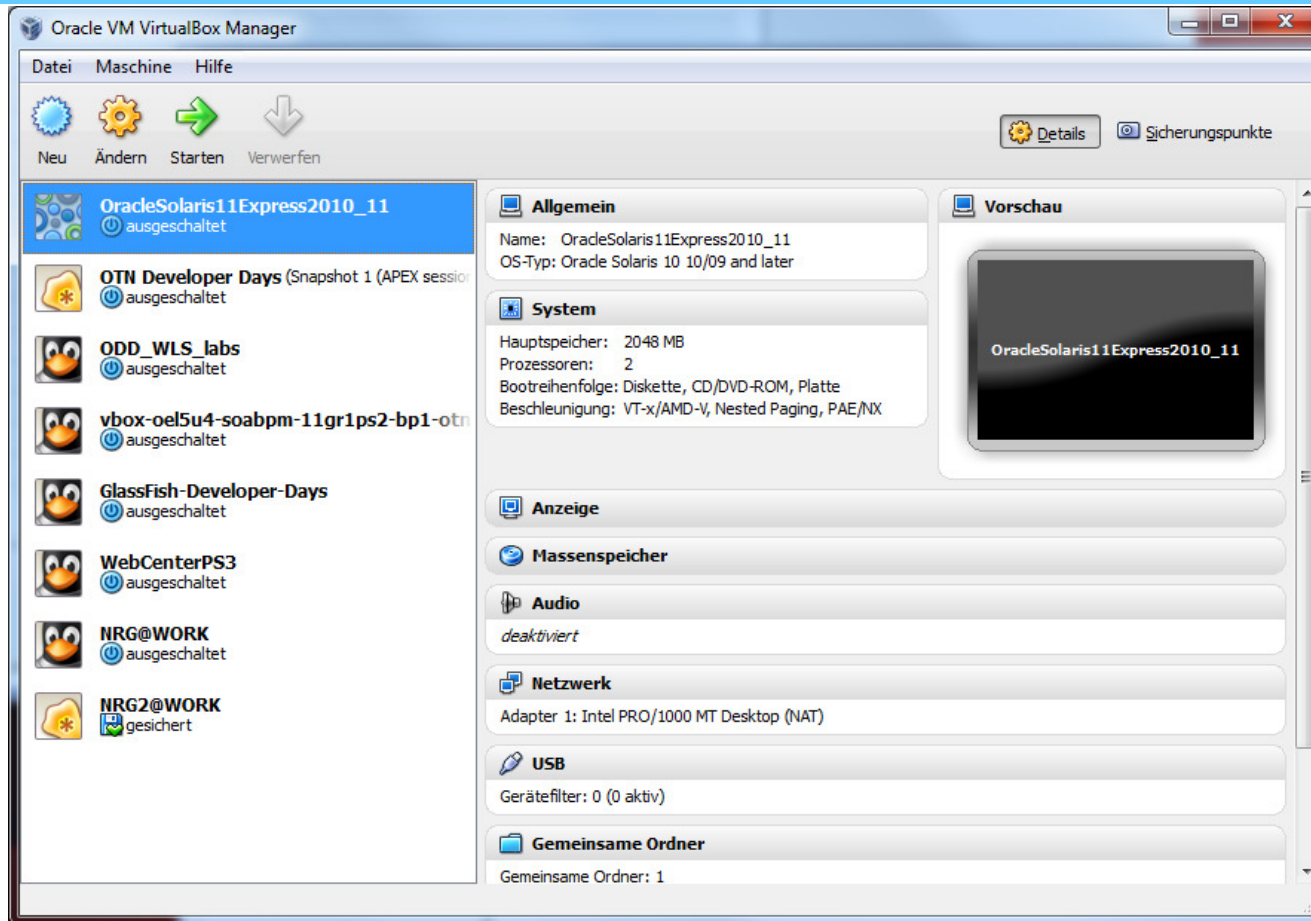 Oracle VM VirtualBox Manager
Datei Maschine Hilfe
Neu Ändern Starten Verwerfen
Details Sicherungspunkte
OracleSolaris11Express2010_11
ausgeschaltet
OTN Developer Days (Snapshot 1 (APEX session
ausgeschaltet
ODD_WLS_labs
ausgeschaltet
vbox-oel5u4-soabpm-11gr1ps2-bp1-otn
ausgeschaltet
GlassFish-Developer-Days
ausgeschaltet
WebCenterPS3
ausgeschaltet
NRG@WORK
ausgeschaltet
NRG2@WORK
gesichert
Allgemein
Name: OracleSolaris11Express2010_11
OS-Typ: Oracle Solaris 10 10/09 and later
System
Hauptspeicher: 2048 MB
Prozessoren: 2
Bootreihenfolge: Diskette, CD/DVD-ROM, Platte
Beschleunigung: VT-x/AMD-V, Nested Paging, PAE/NX
Vorschau
OracleSolaris11Express2010_11
Anzeige
Massenspeicher
Audio
deaktiviert
Netzwerk
Adapter 1: Intel PRO/1000 MT Desktop (NAT)
USB
Gerätefilter: 0 (0 aktiv)
Gemeinsame Ordner
Gemeinsame Ordner: 1